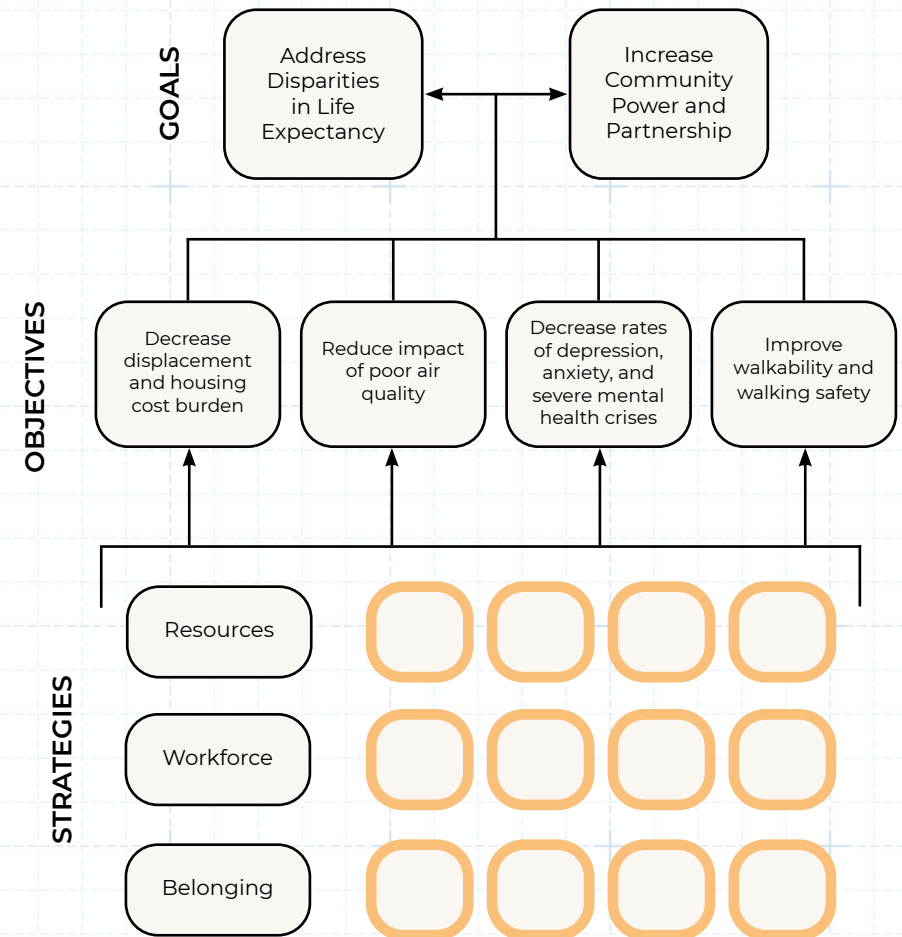 GOALS
Address
Disparities
in Life
Expectancy
Increase
Community
Power and
Partnership
OBJECTIVES
Decrease
displacement
and housing
cost burden
Reduce impact
of poor air
quality
Decrease rates
of depression,
anxiety, and
severe mental
health crises
Improve
walkability and
walking safety
STRATEGIES
Resources
Workforce
Belonging